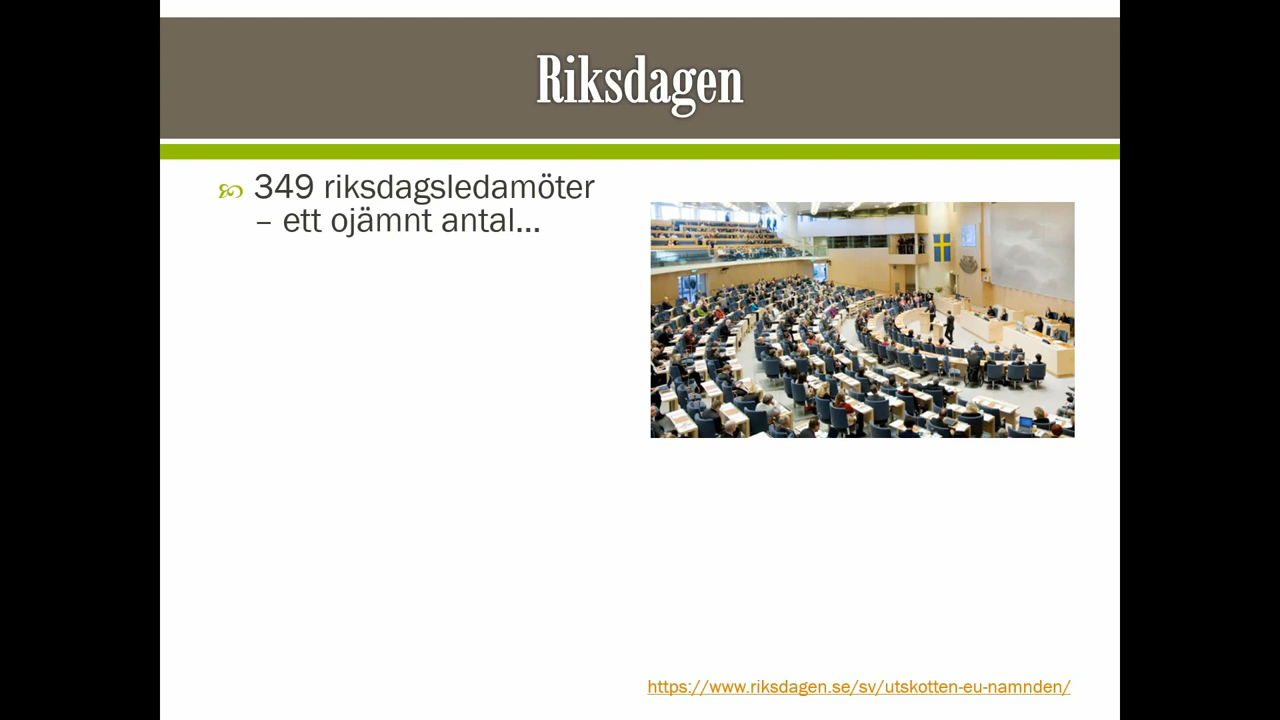 Riksdagen
349 riksdagsledamöter
– ett ojämnt antal...
https://www.riksdagen.se/sv/utskotten-eu-namnden/